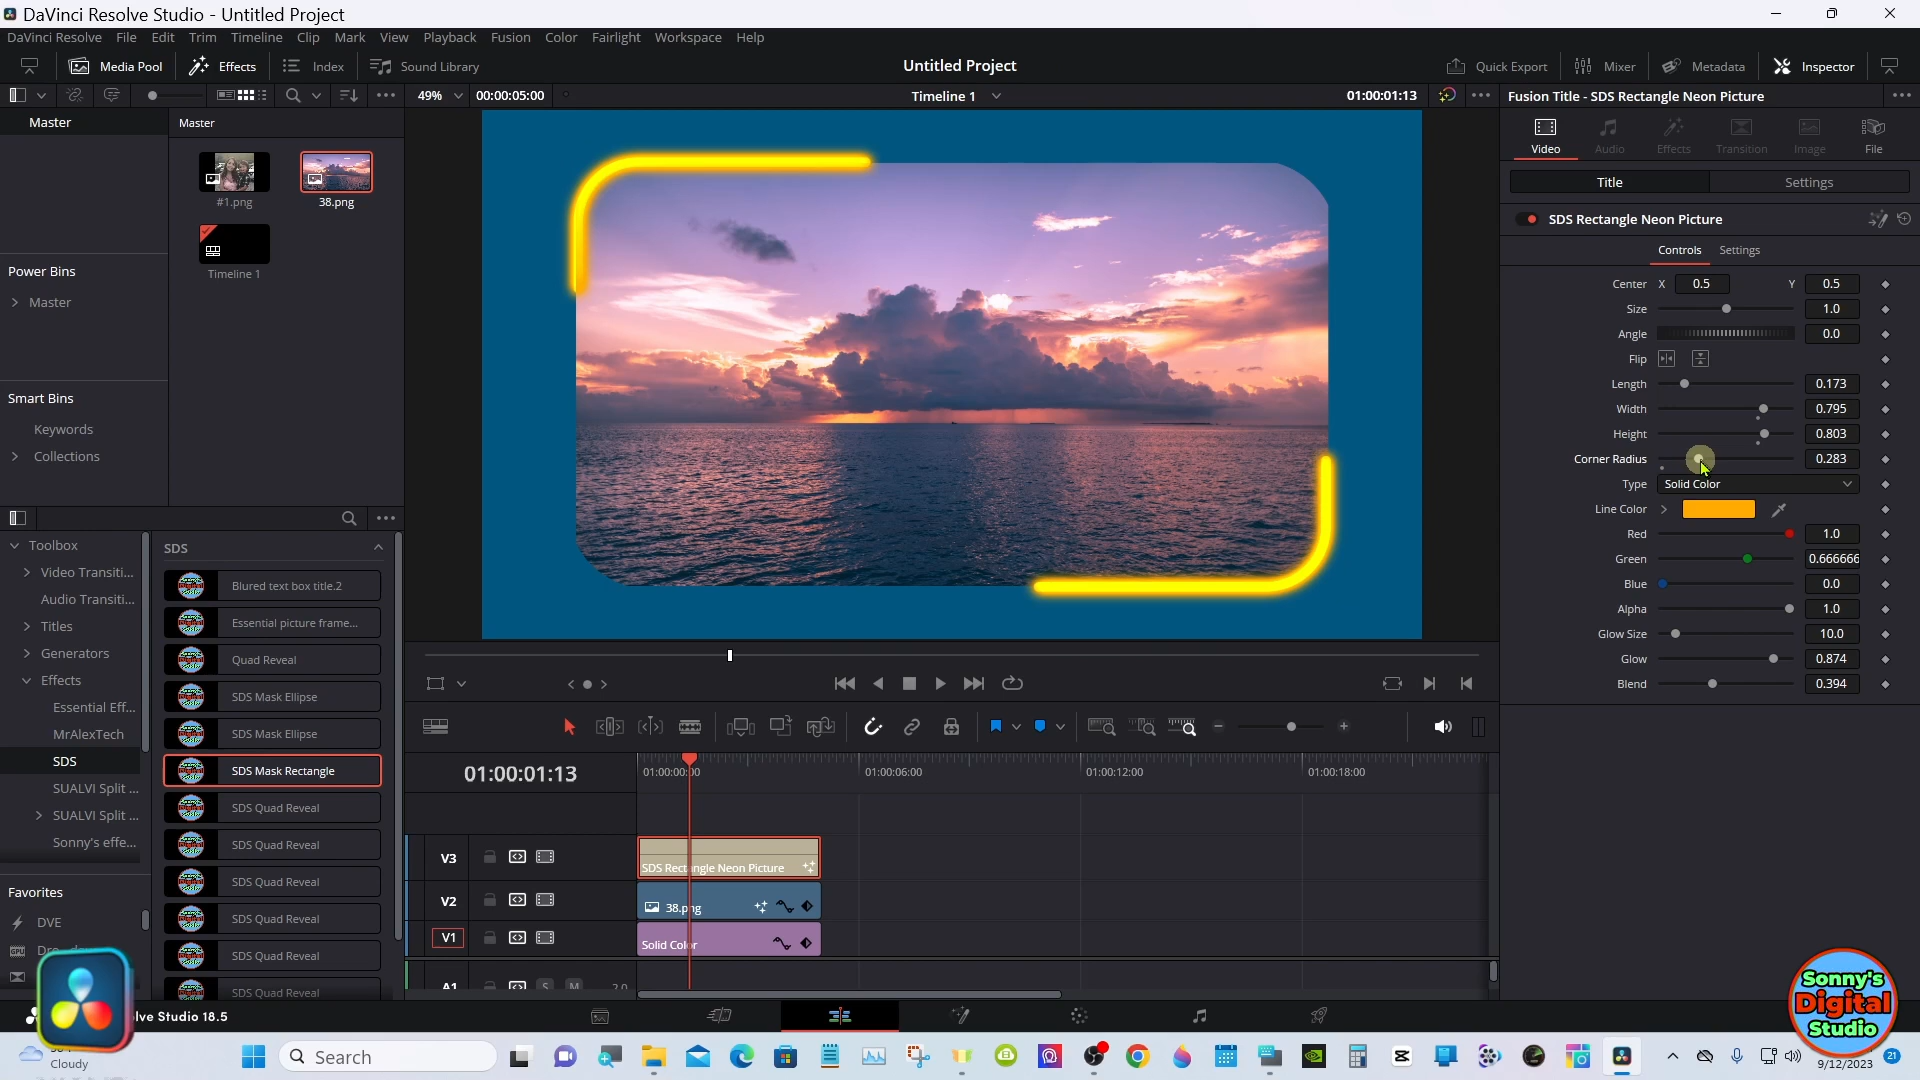 DaVinci Resolve Studio - Untitled Project
DaVinci Resolve File Edit Trim Timeline Clip Mark View Playback Fusion Color Fairlight Workspace Help
Media Pool Effects Index Sound Library
Untitled Project
Quick Export Mixer Metadata Inspector
49% 00:00:05:00
Timeline 1
01:00:01:13
Fusion Title - SDS Rectangle Neon Picture
Master
Master
#1.png
38.png
Timeline 1
Power Bins
Master
Smart Bins
Keywords
Collections
Video Audio Effects Transition Image File
Title Settings
SDS Rectangle Neon Picture
Controls Settings
Center X 0.5 Y 0.5
Size 1.0
Angle 0.0
Flip
Length 0.173
Width 0.795
Height 0.803
Corner Radius 0.283
Type Solid Color
Line Color
Red 1.0
Green 0.666666
Blue 0.0
Alpha 1.0
Glow Size 10.0
Glow 0.874
Blend 0.394
Toolbox
Video Transiti...
Audio Transiti...
Titles
Generators
Effects
Essential Eff...
MrAlexTech
SDS
SUALVI Split ...
SUALVI Split ...
Sonny's effe...
Favorites
DVE
SDS
Blured text box title.2
Essential picture frame...
Quad Reveal
SDS Mask Ellipse
SDS Mask Ellipse
SDS Mask Rectangle
SDS Quad Reveal
SDS Quad Reveal
SDS Quad Reveal
SDS Quad Reveal
SDS Quad Reveal
SDS Quad Reveal
01:00:01:13
01:00:00:00 01:00:06:00 01:00:12:00 01:00:18:00
V3
SDS Rectangle Neon Picture
V2
38.png
V1
Solid Color
A1 S M 2.0
lve Studio 18.5
Sonny's
Digital
Studio
Cloudy
Search
9/12/2023
21